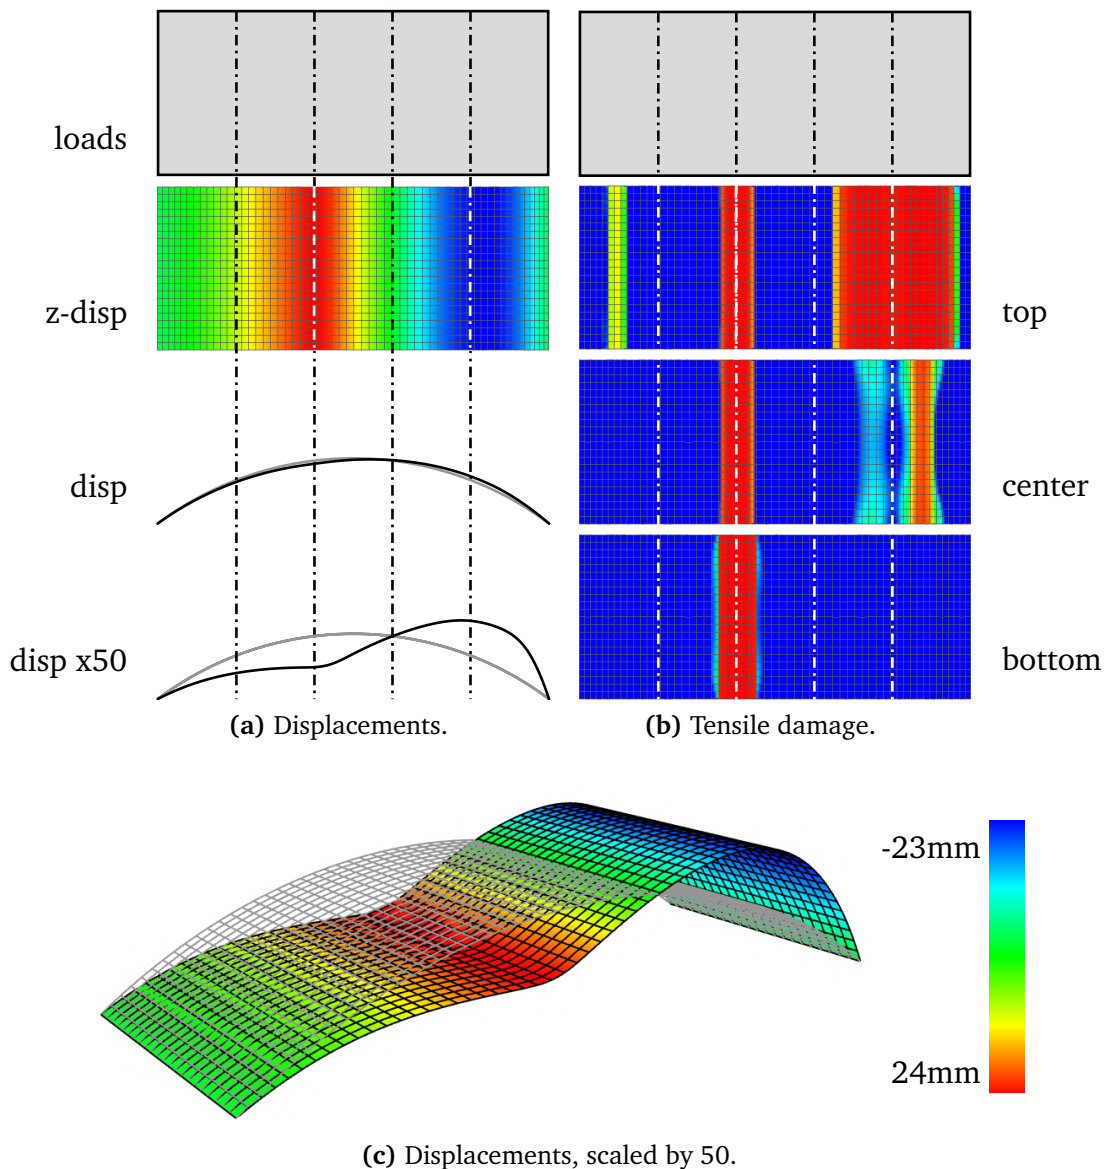 loads
z-disp
disp
disp x50
top
center
bottom
(a) Displacements.
(b) Tensile damage.
-23mm
24mm
(c) Displacements, scaled by 50.